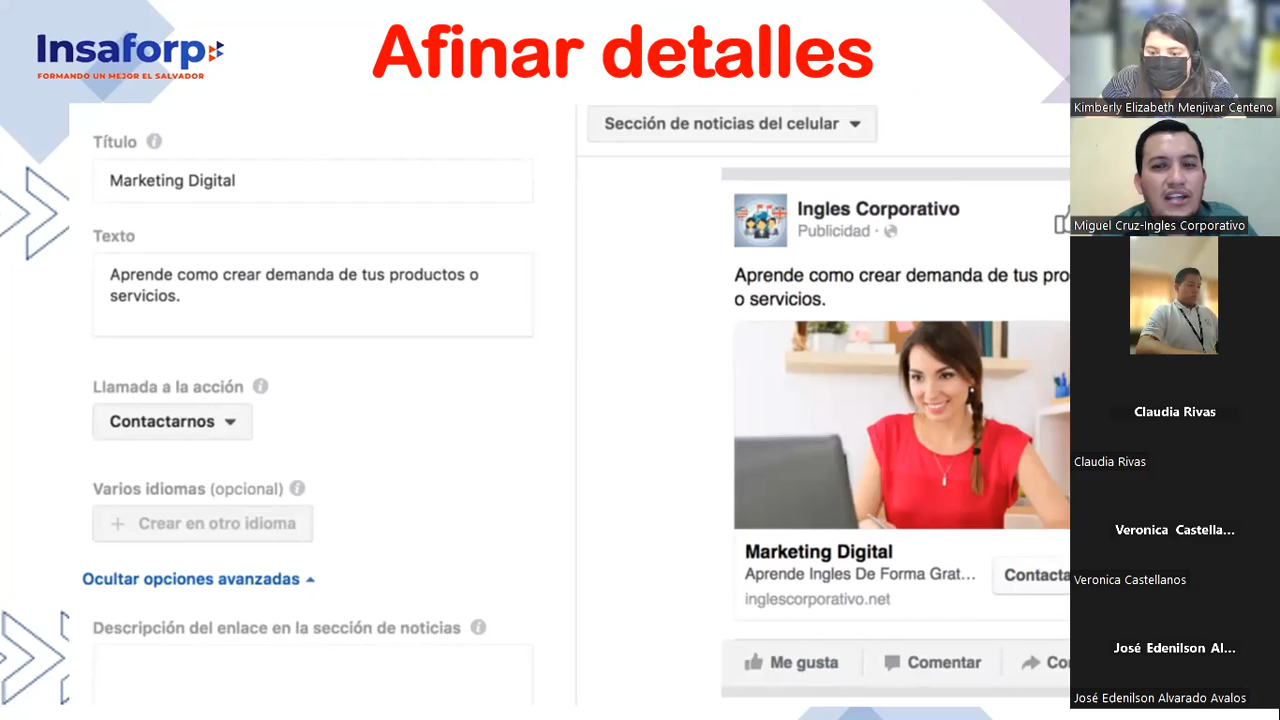 Insaforp
FORMANDO UN MEJOR EL SALVADOR
Afinar detalles
Título
Marketing Digital
Texto
Aprende como crear demanda de tus productos o
servicios.
Llamada a la acción
Contactarnos
Varios idiomas (opcional)
+ Crear en otro idioma
Ocultar opciones avanzadas
Descripción del enlace en la sección de noticias
Sección de noticias del celular
Ingles Corporativo
Publicidad ·
Aprende como crear demanda de tus pro
o servicios.
Marketing Digital
Aprende Ingles De Forma Grat...
inglescorporativo.net
Contacta
Me gusta
Comentar
Co
Kimberly Elizabeth Menjivar Centeno
Miguel Cruz-Ingles Corporativo
Claudia Rivas
Claudia Rivas
Veronica Castella...
Veronica Castellanos
José Edenilson Al...
José Edenilson Alvarado Avalos